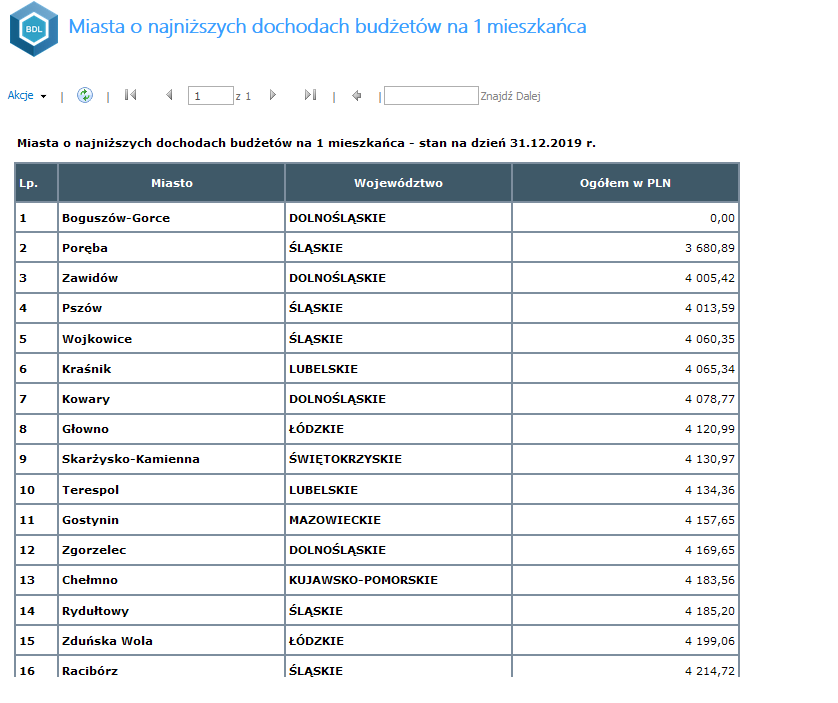 BDL
Miasta o najniższych dochodach budżetów na 1 mieszkańca
Akcje | | 1 z 1 | | Znajdź Dalej
Miasta o najniższych dochodach budżetów na 1 mieszkańca - stan na dzień 31.12.2019 r.
Lp. Miasto Województwo Ogółem w PLN
1 Boguszów-Gorce DOLNOŚLĄSKIE 0,00
2 Poręba ŚLĄSKIE 3 680,89
3 Zawidów DOLNOŚLĄSKIE 4 005,42
4 Pszów ŚLĄSKIE 4 013,59
5 Wojkowice ŚLĄSKIE 4 060,35
6 Kraśnik LUBELSKIE 4 065,34
7 Kowary DOLNOŚLĄSKIE 4 078,77
8 Głowno ŁÓDZKIE 4 120,99
9 Skarżysko-Kamienna ŚWIĘTOKRZYSKIE 4 130,97
10 Terespol LUBELSKIE 4 134,36
11 Gostynin MAZOWIECKIE 4 157,65
12 Zgorzelec DOLNOŚLĄSKIE 4 169,65
13 Chełmno KUJAWSKO-POMORSKIE 4 183,56
14 Rydułtowy ŚLĄSKIE 4 185,20
15 Zduńska Wola ŁÓDZKIE 4 199,06
16 Racibórz ŚLĄSKIE 4 214,72